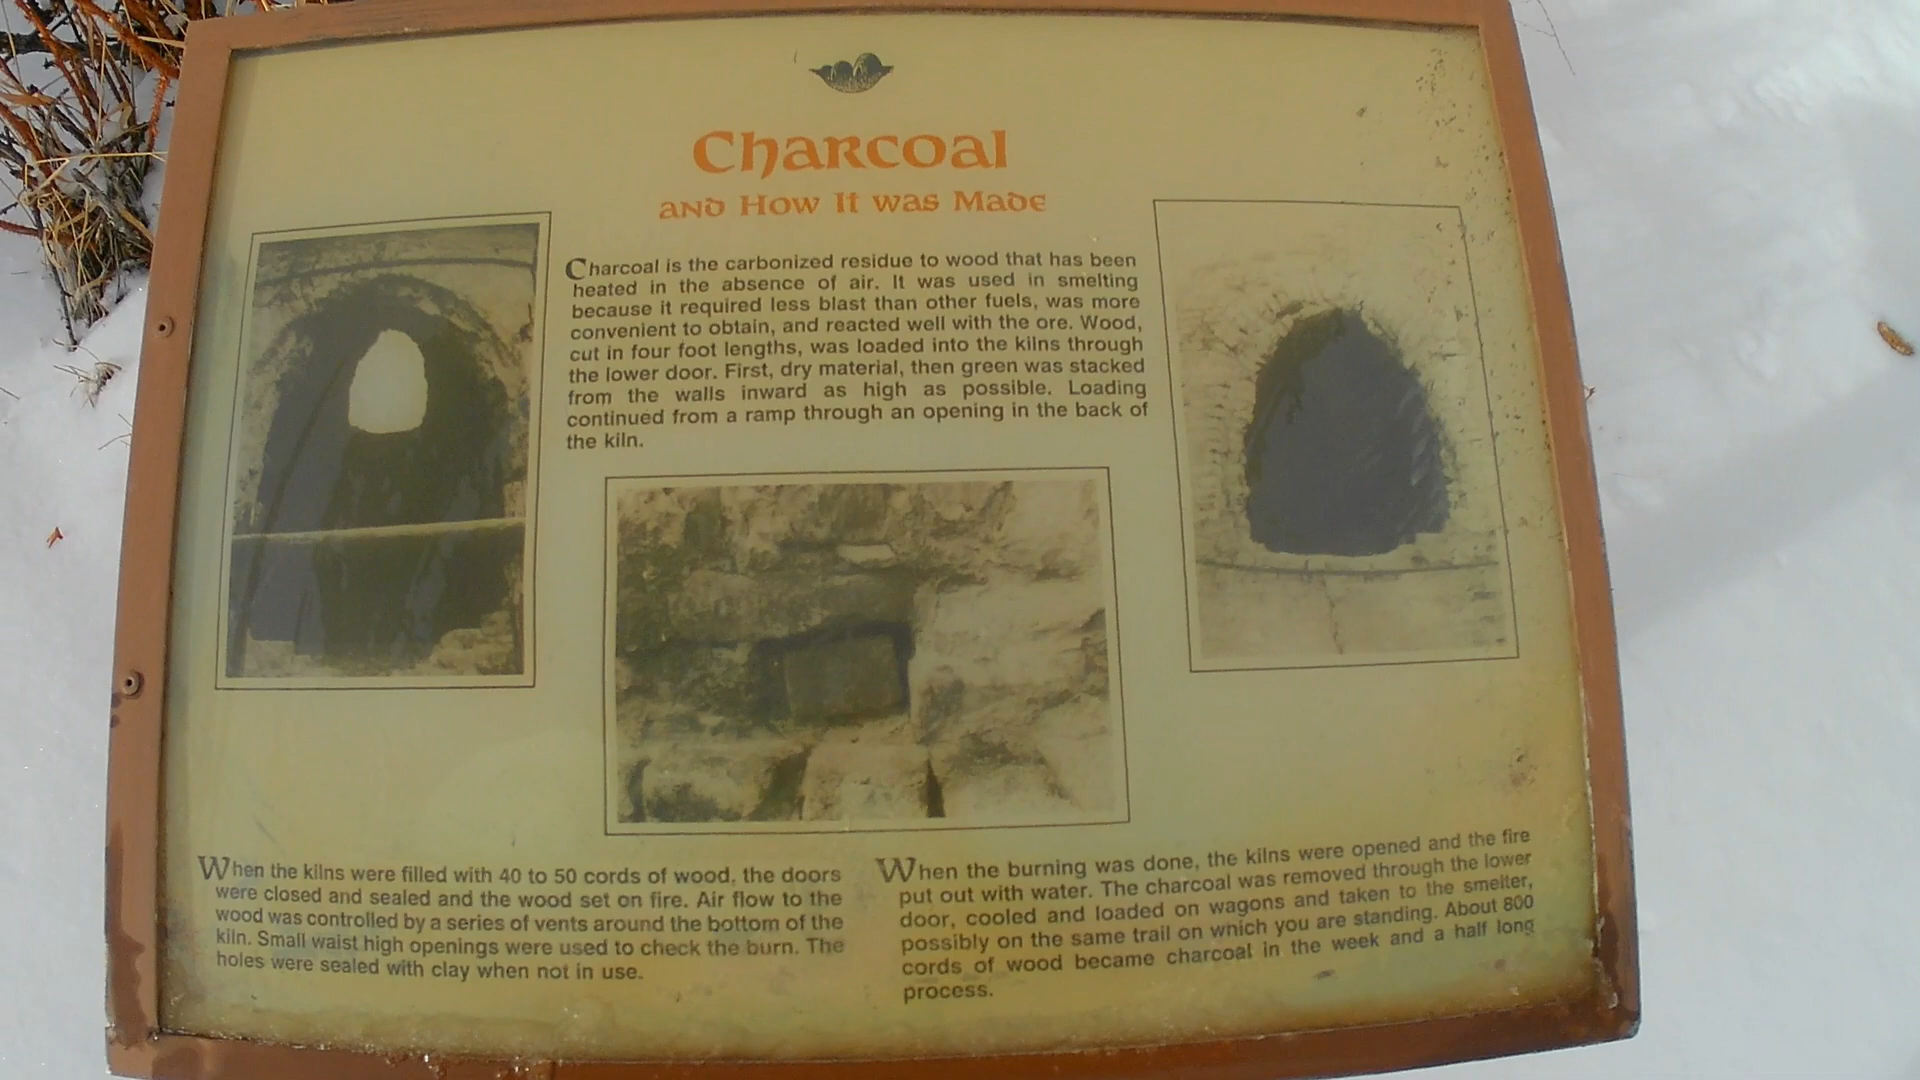 Charcoal
and How It was Made
Charcoal is the carbonized residue to wood that has been
heated in the absence of air. It was used in smelting
because it required less blast than other fuels, was more
convenient to obtain, and reacted well with the ore. Wood,
cut in four foot lengths, was loaded into the kilns through
the lower door. First, dry material, then green was stacked
from the walls inward as high as possible. Loading
continued from a ramp through an opening in the back of
the kiln.
When the kilns were filled with 40 to 50 cords of wood, the doors
were closed and sealed and the wood set on fire. Air flow to the
wood was controlled by a series of vents around the bottom of the
kiln. Small waist high openings were used to check the burn. The
holes were sealed with clay when not in use.
When the burning was done, the kilns were opened and the fire
put out with water. The charcoal was removed through the lower
door, cooled and loaded on wagons and taken to the smelter,
possibly on the same trail on which you are standing. About 800
cords of wood became charcoal in the week and a half long
process.